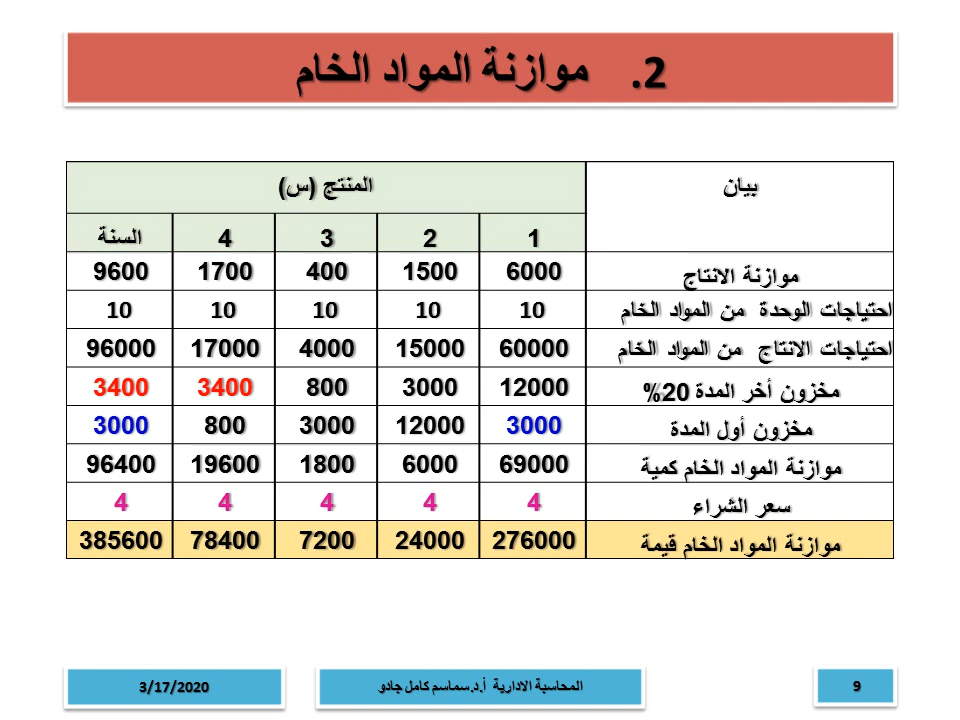 2. موازنة المواد الخام
بيان المنتج (س)
1 2 3 4 السنة
موازنة الانتاج 6000 1500 400 1700 9600
احتياجات الوحدة من المواد الخام 10 10 10 10 10
احتياجات الانتاج من المواد الخام 60000 15000 4000 17000 96000
مخزون أخر المدة 20% 12000 3000 800 3400 3400
مخزون أول المدة 3000 12000 3000 800 3000
موازنة المواد الخام كمية 69000 6000 1800 19600 96400
سعر الشراء 4 4 4 4 4
موازنة المواد الخام قيمة 276000 24000 7200 78400 385600
9 المحاسبة الادارية أ.د.سماسم كامل جادو 3/17/2020